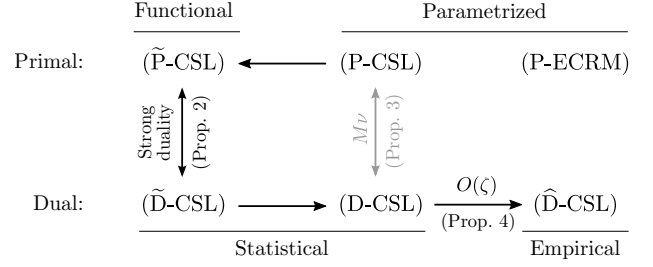 Functional Parametrized
Primal: (P̃-CSL) (P-CSL) (P-ECRM)
Strong duality (Prop. 2) Mν (Prop. 3)
O(ζ)
Dual: (D̃-CSL) (D-CSL) (D̂-CSL)
(Prop. 4)
Statistical Empirical